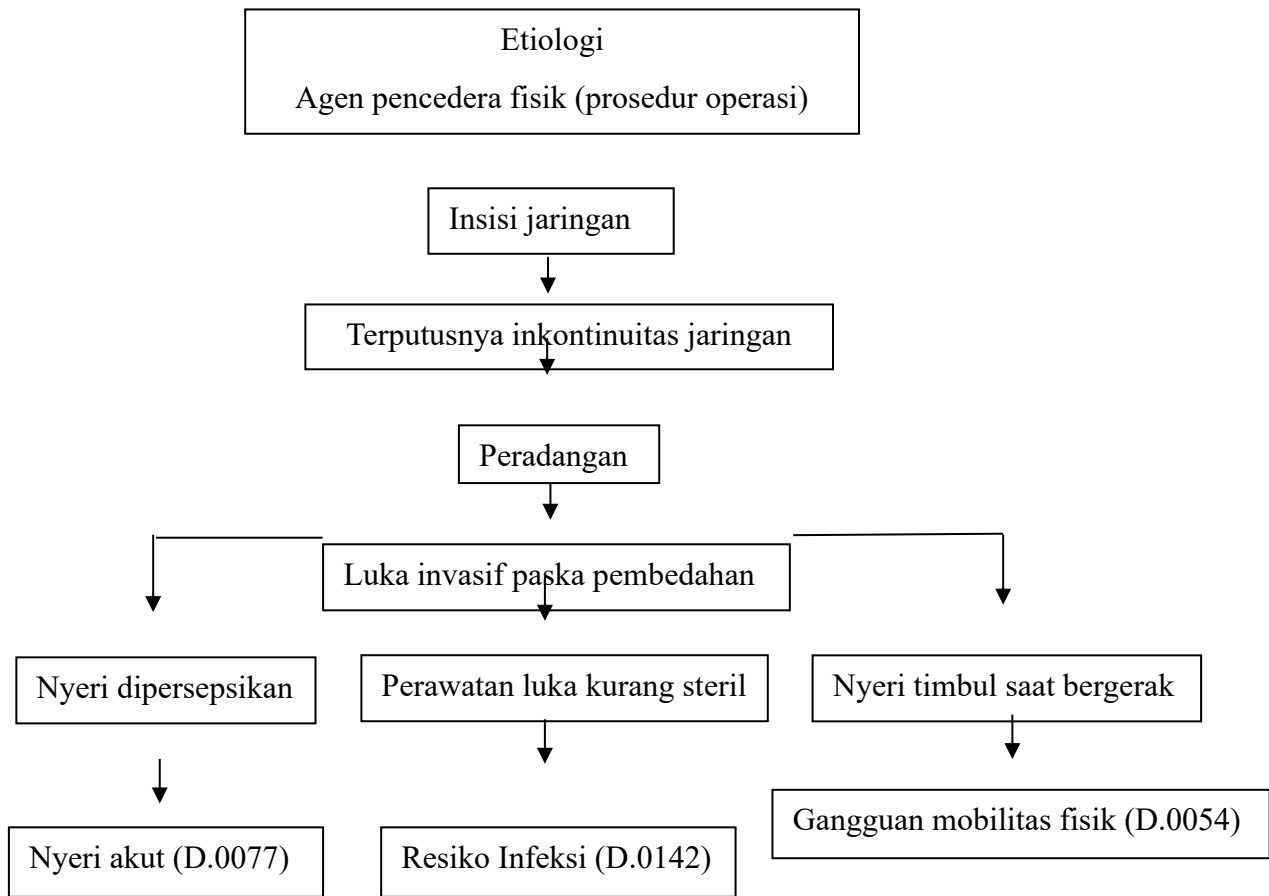 Etiologi
Agen pencedera fisik (prosedur operasi)
Insisi jaringan
Terputusnya inkontinuitas jaringan
Peradangan
Luka invasif paska pembedahan
Nyeri dipersepsikan
Perawatan luka kurang steril
Nyeri timbul saat bergerak
Nyeri akut (D.0077)
Resiko Infeksi (D.0142)
Gangguan mobilitas fisik (D.0054)